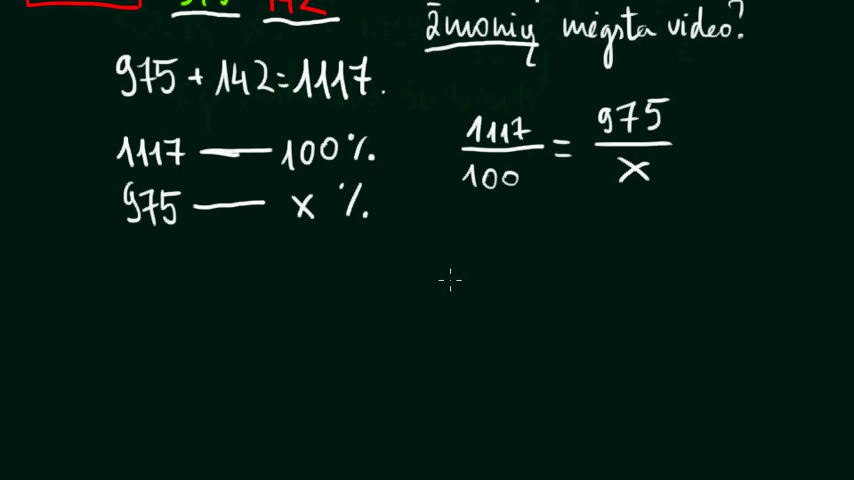 žmonių mėgsta video?
975 + 142 = 1117.
1117 — 100 %.
975 — x %.
1117/100 = 975/x